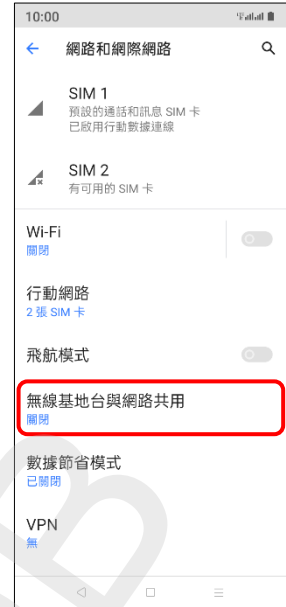 10:00
網路和網際網路
SIM 1
預設的通話和訊息 SIM 卡
已啟用行動數據連線
SIM 2
有可用的 SIM 卡
Wi-Fi
關閉
行動網路
2 張 SIM 卡
飛航模式
無線基地台與網路共用
關閉
數據節省模式
已關閉
VPN
無